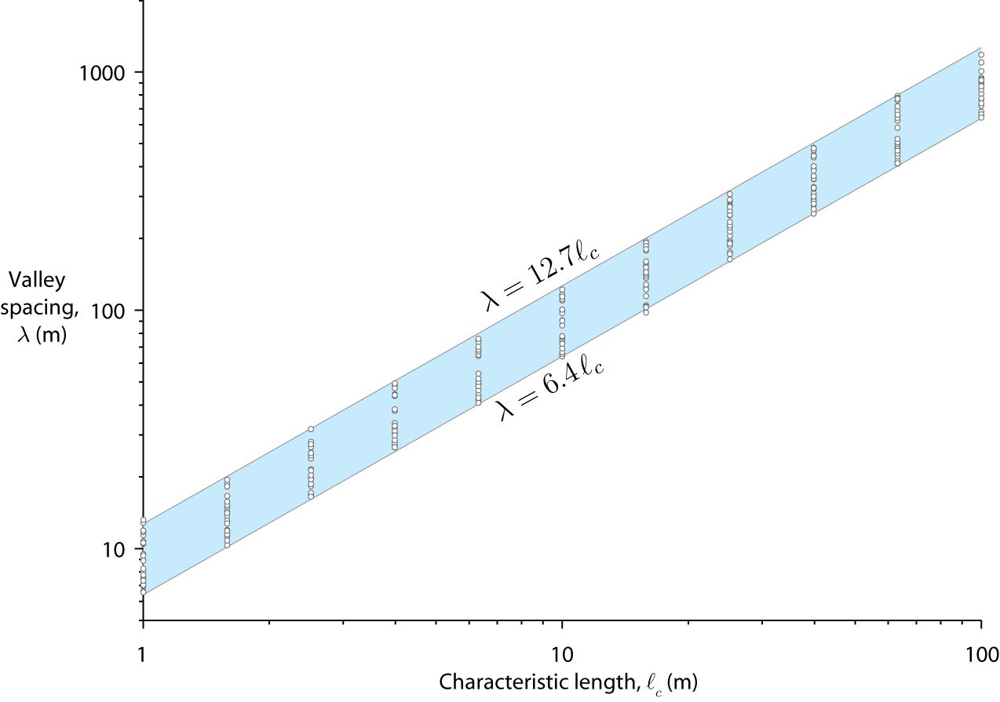 1000
λ = 12.7ℓc
Valley
spacing,
λ (m)
100
λ = 6.4ℓc
10
1
10
100
Characteristic length, ℓc (m)